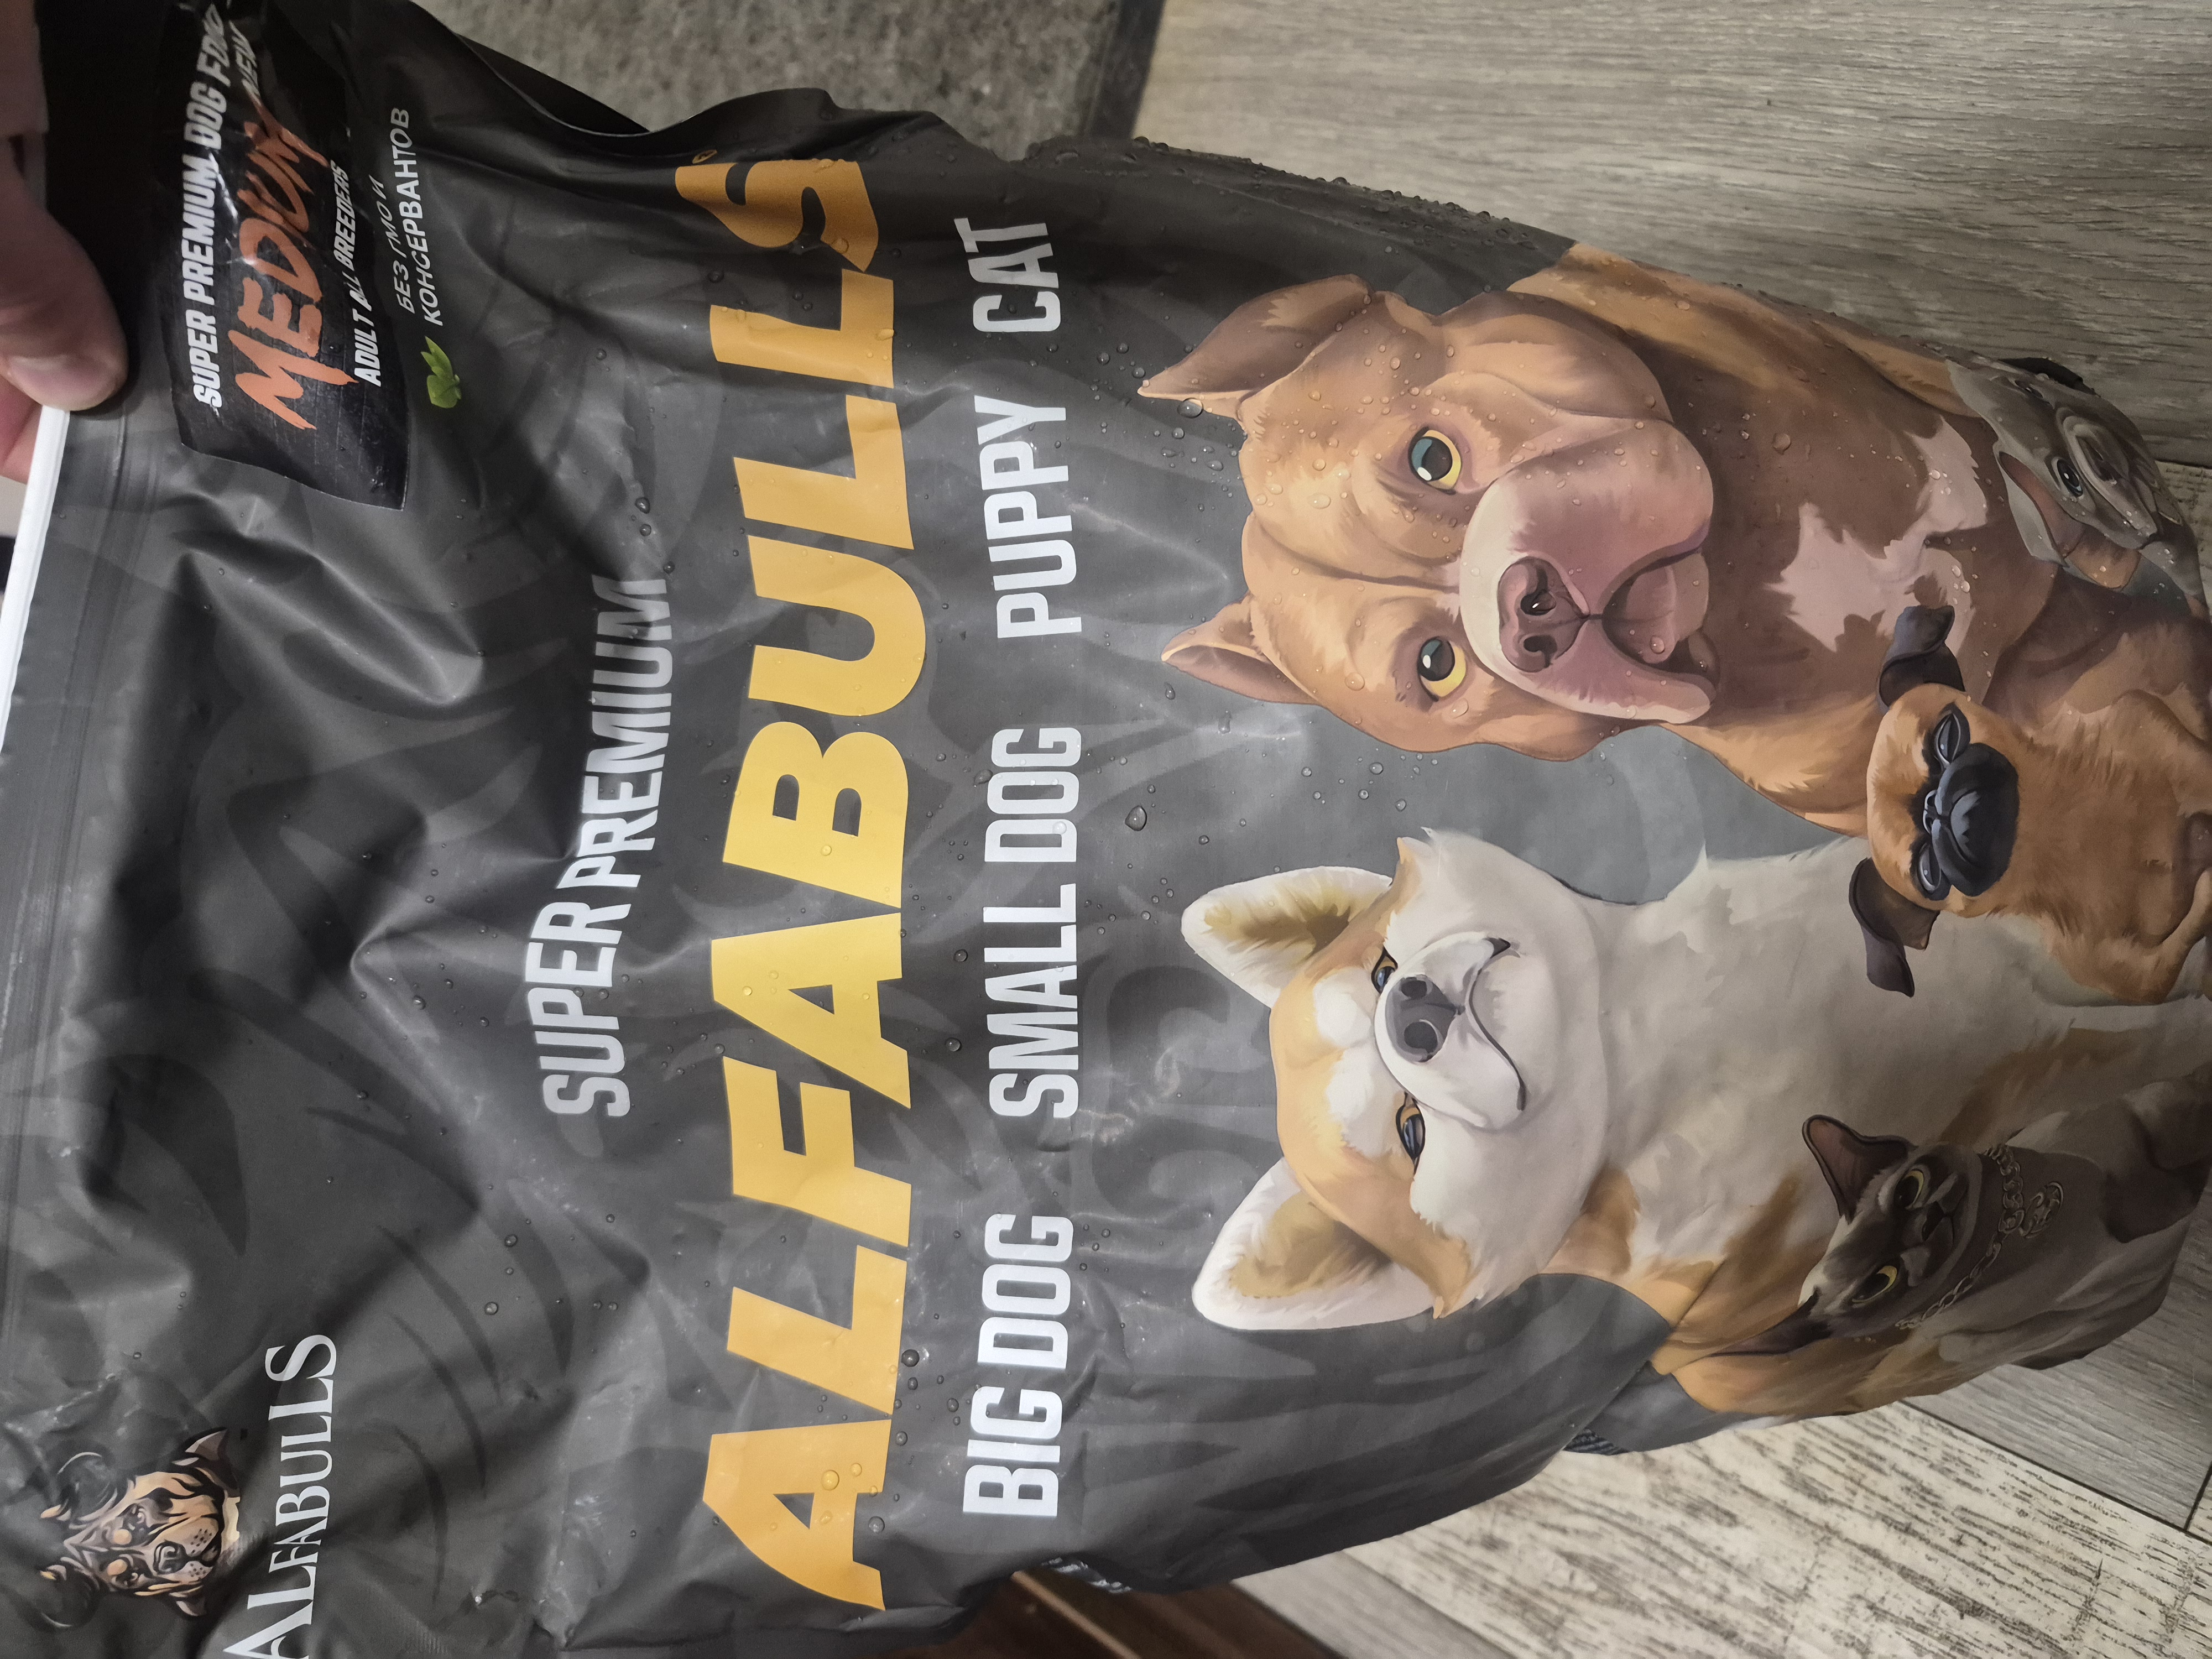 ALFABULLS
SUPER PREMIUM DOG FOOD
NEW
MEDIUM
ADULT ALL BREEDERS
БЕЗ ГМО И
КОНСЕРВАНТОВ
SUPER PREMIUM
ALFABULLS
BIG DOG SMALL DOG PUPPY CAT